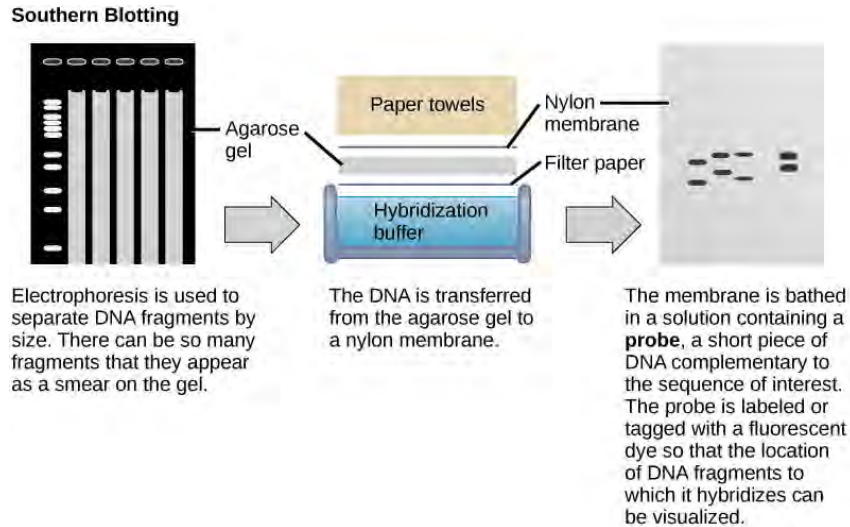 Southern Blotting
Agarose
gel
Paper towels
Nylon
membrane
Filter paper
Hybridization
buffer
Electrophoresis is used to
separate DNA fragments by
size. There can be so many
fragments that they appear
as a smear on the gel.
The DNA is transferred
from the agarose gel to
a nylon membrane.
The membrane is bathed
in a solution containing a
probe, a short piece of
DNA complementary to
the sequence of interest.
The probe is labeled or
tagged with a fluorescent
dye so that the location
of DNA fragments to
which it hybridizes can
be visualized.